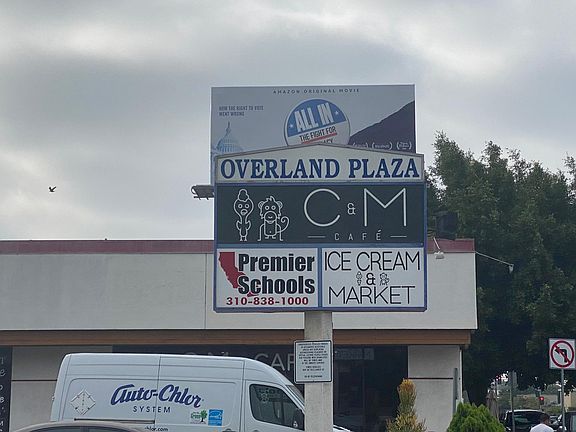 AMAZON ORIGINAL MOVIE
HOW THE RIGHT TO VOTE
WENT WRONG
ALL IN
THE FIGHT FOR
OVERLAND PLAZA
C & M
CAFÉ
Premier
Schools
310-838-1000
ICE CREAM
&
MARKET
Auto-Chlor
SYSTEM